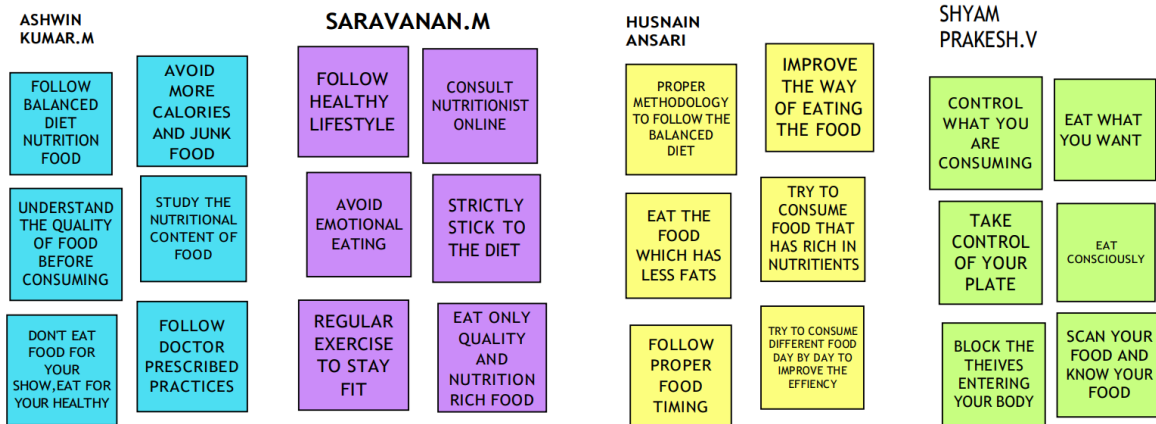 ASHWIN
KUMAR.M
FOLLOW
BALANCED
DIET
NUTRITION
FOOD
AVOID
MORE
CALORIES
AND JUNK
FOOD
UNDERSTAND
THE QUALITY
OF FOOD
BEFORE
CONSUMING
STUDY THE
NUTRITIONAL
CONTENT OF
FOOD
DON'T EAT
FOOD FOR
YOUR
SHOW,EAT FOR
YOUR HEALTHY
FOLLOW
DOCTOR
PRESCRIBED
PRACTICES
SARAVANAN.M
FOLLOW
HEALTHY
LIFESTYLE
CONSULT
NUTRITIONIST
ONLINE
AVOID
EMOTIONAL
EATING
STRICTLY
STICK TO
THE DIET
REGULAR
EXERCISE
TO STAY
FIT
EAT ONLY
QUALITY
AND
NUTRITION
RICH FOOD
HUSNAIN
ANSARI
PROPER
METHODOLOGY
TO FOLLOW THE
BALANCED
DIET
IMPROVE
THE WAY
OF EATING
THE FOOD
EAT THE
FOOD
WHICH HAS
LESS FATS
TRY TO
CONSUME
FOOD THAT
HAS RICH IN
NUTRITIENTS
FOLLOW
PROPER
FOOD
TIMING
TRY TO CONSUME
DIFFERENT FOOD
DAY BY DAY TO
IMPROVE THE
EFFIENCY
SHYAM
PRAKESH.V
CONTROL
WHAT YOU
ARE
CONSUMING
EAT WHAT
YOU WANT
TAKE
CONTROL
OF YOUR
PLATE
EAT
CONSCIOUSLY
BLOCK THE
THEIVES
ENTERING
YOUR BODY
SCAN YOUR
FOOD AND
KNOW YOUR
FOOD